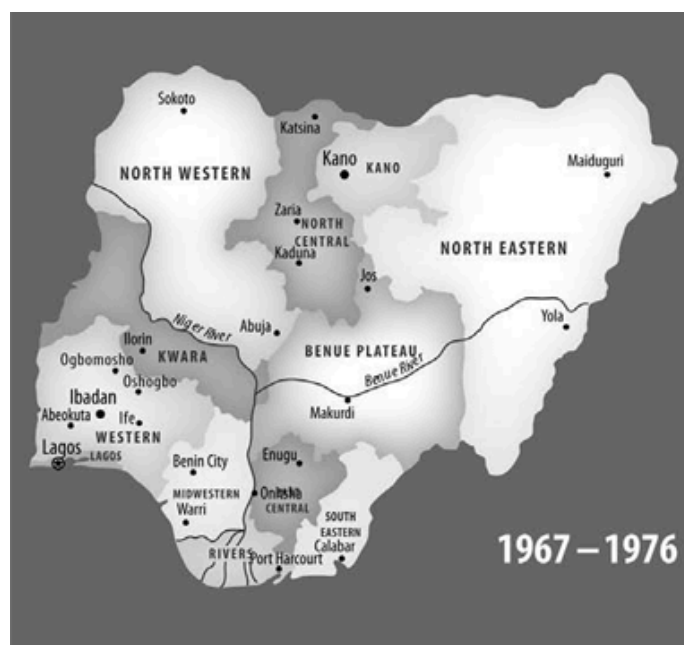 Sokoto
Katsina
Kano
KANO
Maiduguri
NORTH WESTERN
Zaria
NORTH
CENTRAL
Kaduna
NORTH EASTERN
Jos
Niger River
Abuja
Yola
Ilorin
KWARA
BENUE PLATEAU
Benue River
Ogbomosho
Oshogbo
Ibadan
Makurdi
Abeokuta
Ife
WESTERN
Lagos
LAGOS
Benin City
Enugu
MIDWESTERN
Onitsha
CENTRAL
Warri
SOUTH
EASTERN
Calabar
RIVERS
Port Harcourt
1967 – 1976